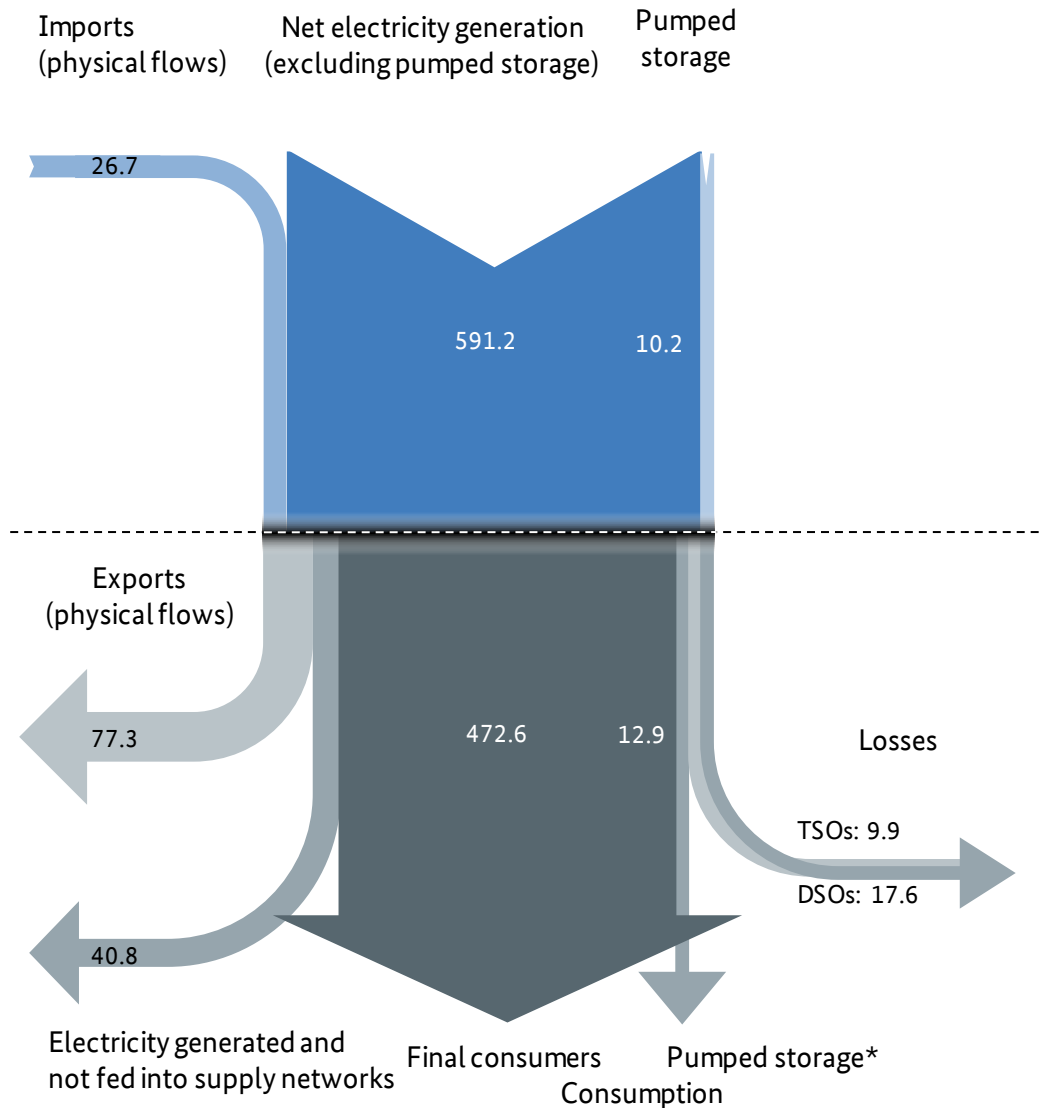 Imports
(physical flows)
Net electricity generation
(excluding pumped storage)
Pumped
storage
26.7
591.2
10.2
Exports
(physical flows)
77.3
472.6
12.9
Losses
TSOs: 9.9
DSOs: 17.6
40.8
Electricity generated and
not fed into supply networks
Final consumers
Pumped storage*
Consumption